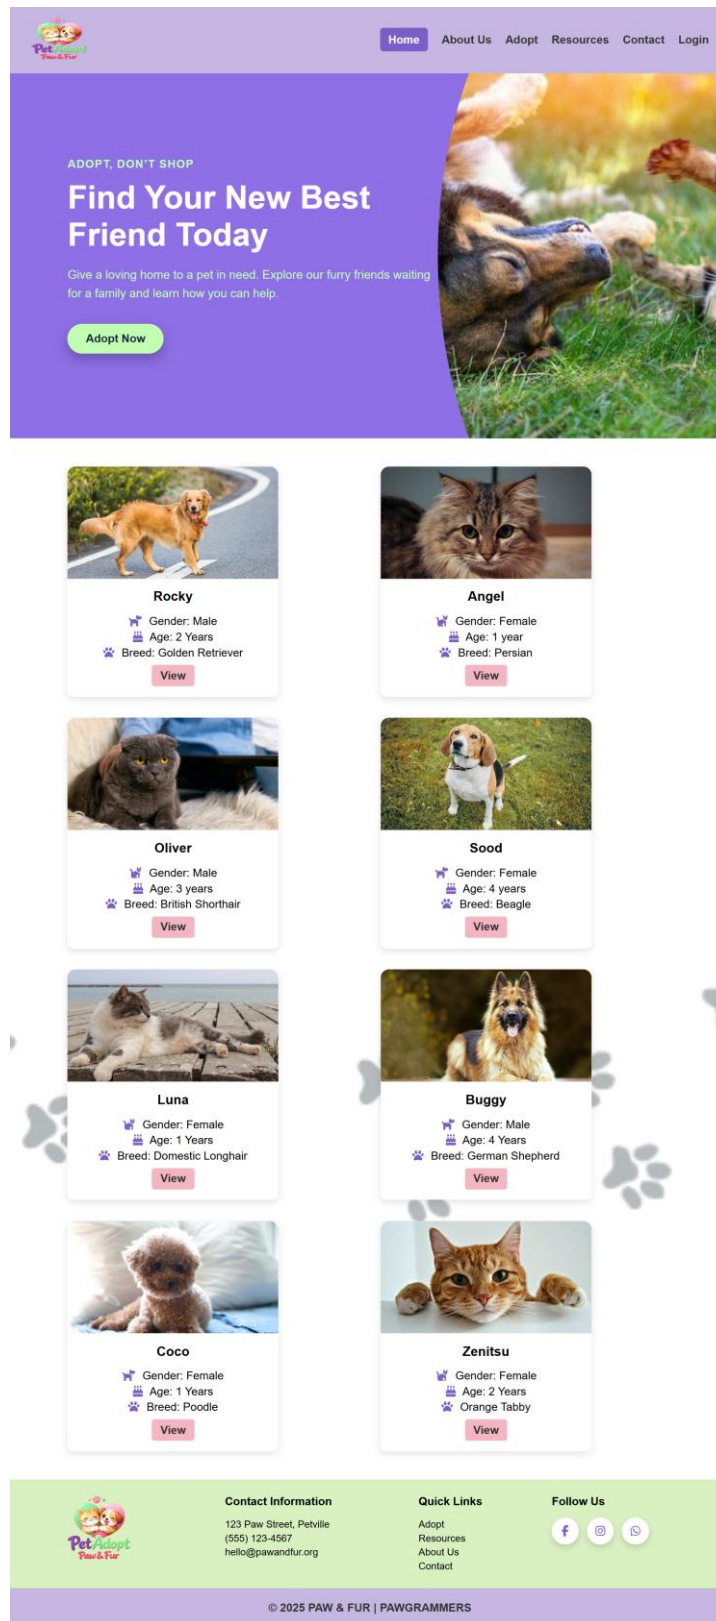 PetAdopt
Paw & Fur
Home About Us Adopt Resources Contact Login
ADOPT, DON'T SHOP
Find Your New Best
Friend Today
Give a loving home to a pet in need. Explore our furry friends waiting
for a family and learn how you can help.
Adopt Now
Rocky
Gender: Male
Age: 2 Years
Breed: Golden Retriever
View
Angel
Gender: Female
Age: 1 year
Breed: Persian
View
Oliver
Gender: Male
Age: 3 years
Breed: British Shorthair
View
Sood
Gender: Female
Age: 4 years
Breed: Beagle
View
Luna
Gender: Female
Age: 1 Years
Breed: Domestic Longhair
View
Buggy
Gender: Male
Age: 4 Years
Breed: German Shepherd
View
Coco
Gender: Female
Age: 1 Years
Breed: Poodle
View
Zenitsu
Gender: Female
Age: 2 Years
Orange Tabby
View
PetAdopt
Paw & Fur
Contact Information
123 Paw Street, Petville
(555) 123-4567
hello@pawandfur.org
Quick Links
Adopt
Resources
About Us
Contact
Follow Us
© 2025 PAW & FUR | PAWGRAMMERS